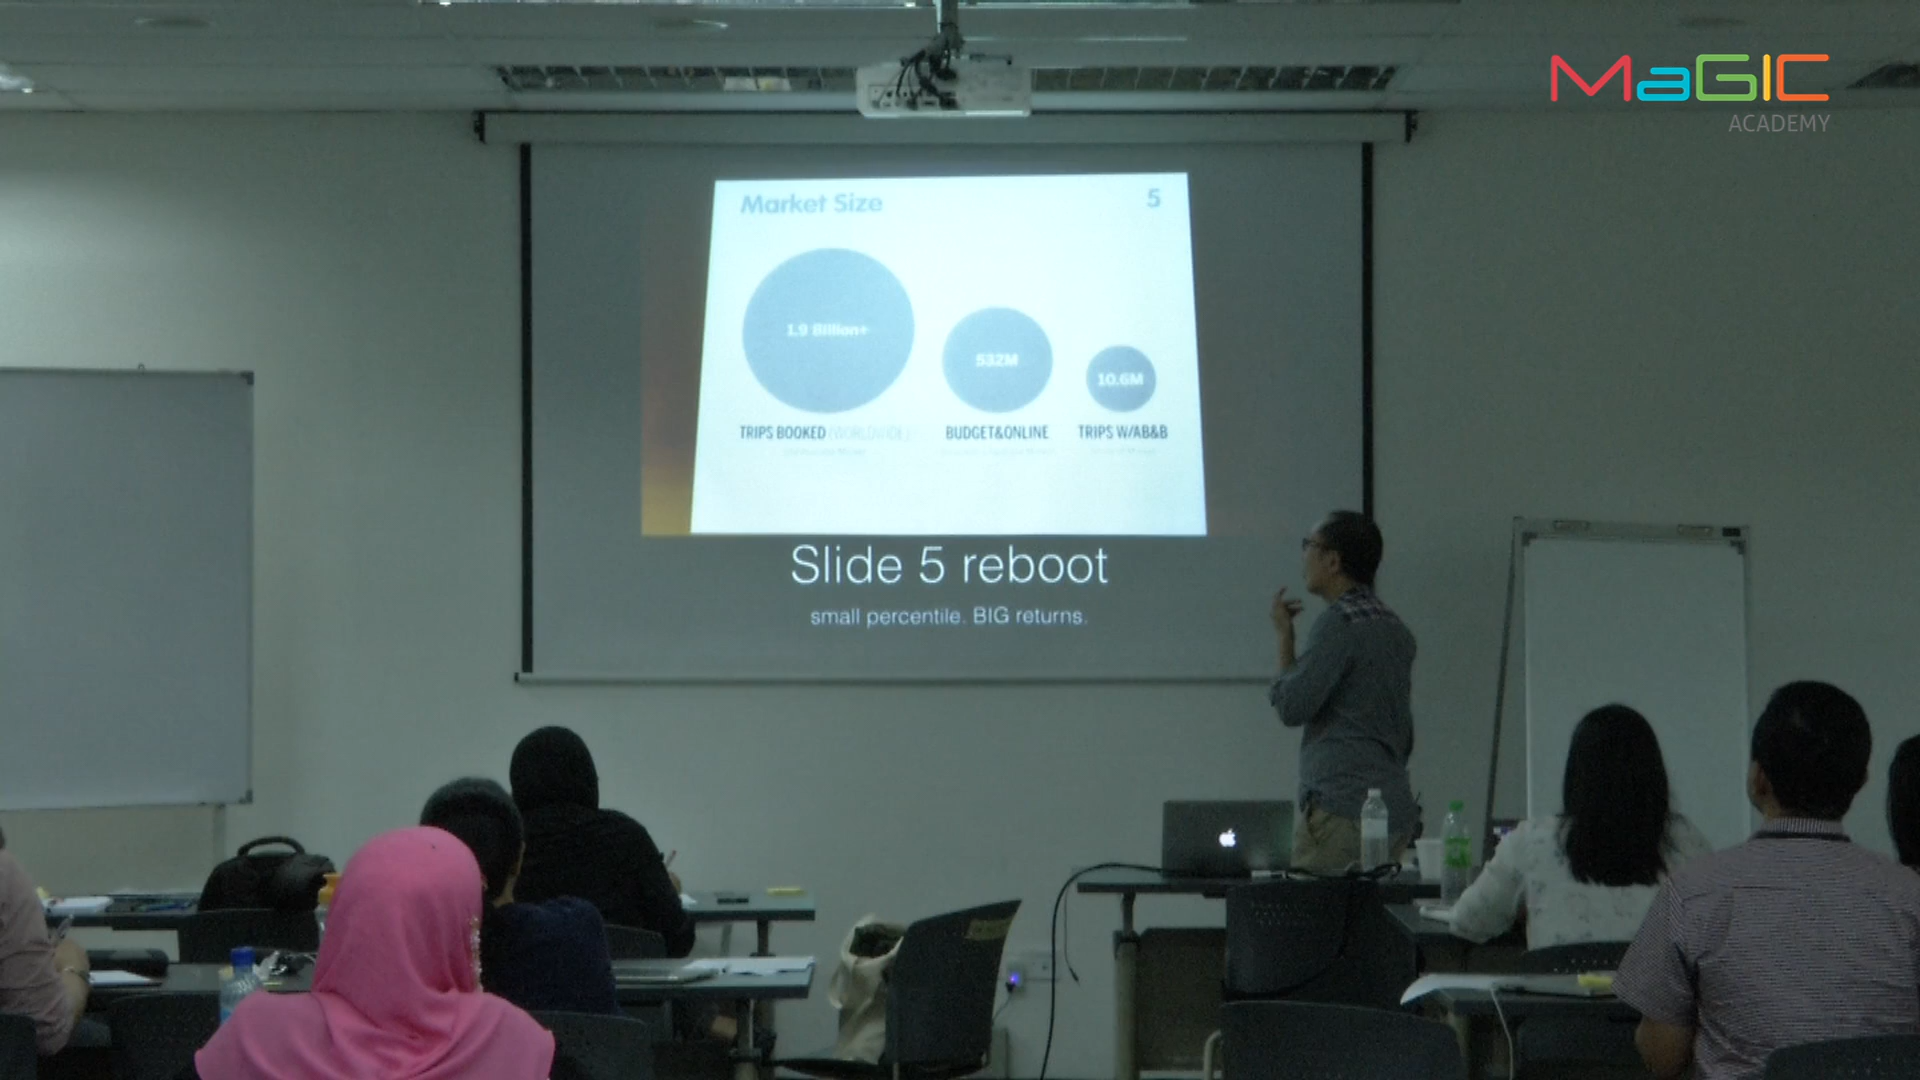 MaGIC
ACADEMY
Market Size
5
1.9 Billion+
532M
10.6M
TRIPS BOOKED (WORLDWIDE)
BUDGET&ONLINE
TRIPS W/AB&B
Slide 5 reboot
small percentile. BIG returns.